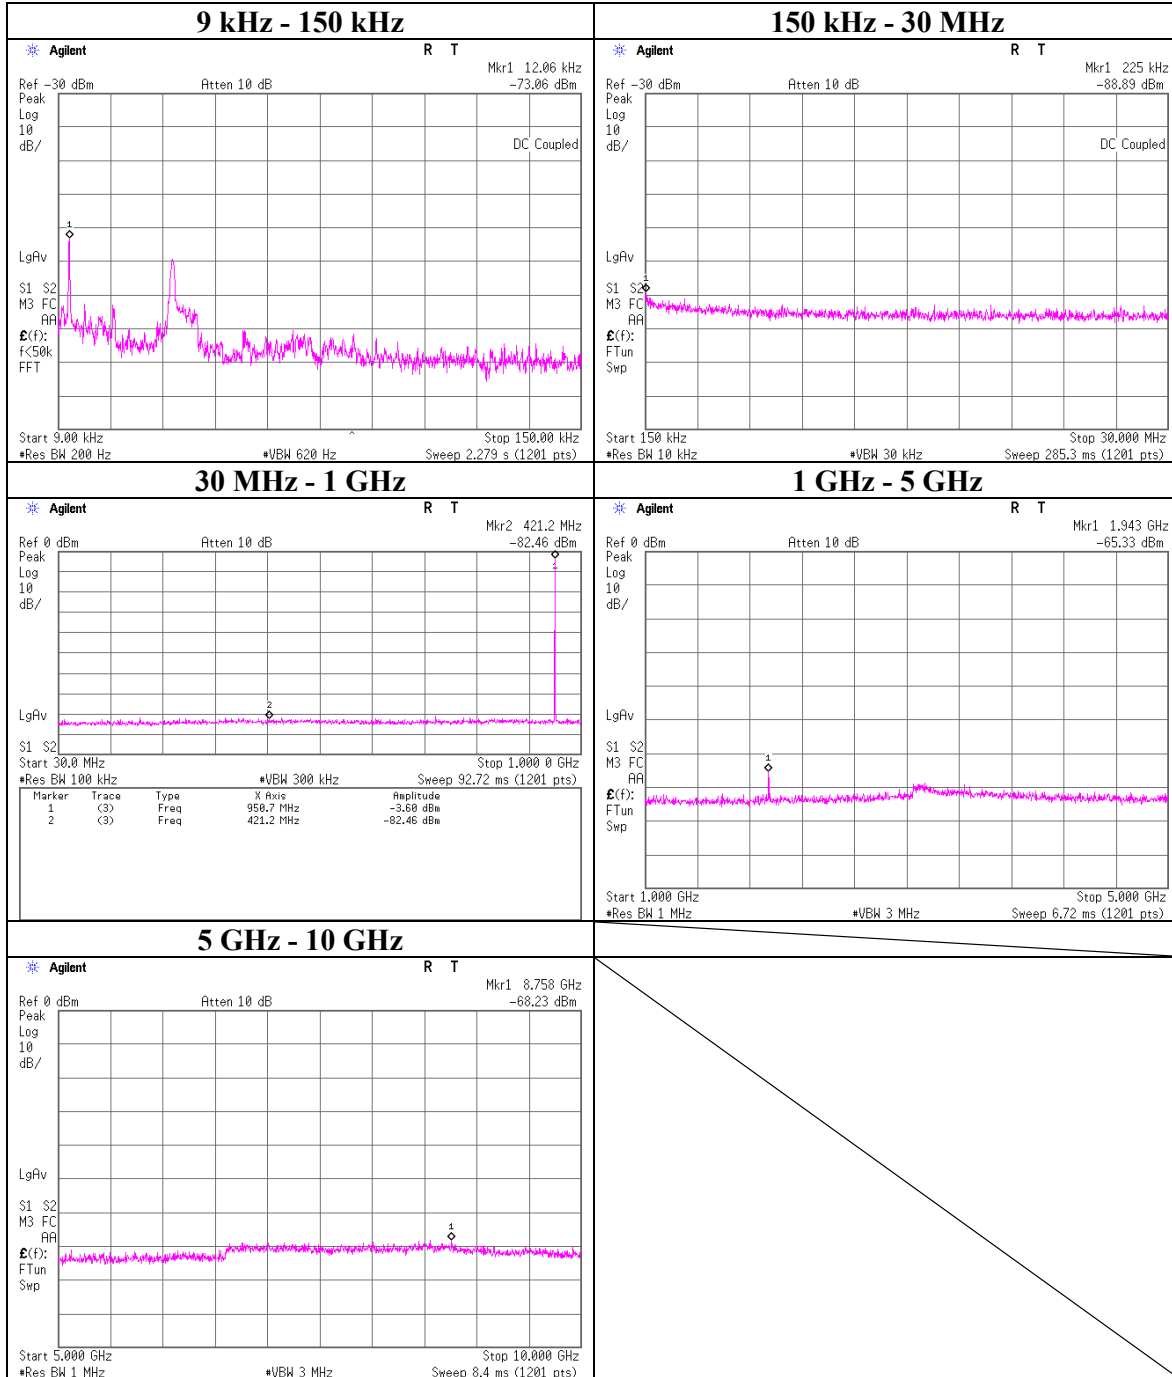 9 kHz - 150 kHz
Agilent R T
Mkr1 12.06 kHz
Ref -30 dBm Atten 10 dB -73.06 dBm
Peak
Log
10
dB/
DC Coupled
1
LgAv
S1 S2
M3 FC
AA
£(f):
f<50k
FFT
Start 9.00 kHz Stop 150.00 kHz
#Res BW 200 Hz #VBW 620 Hz Sweep 2.279 s (1201 pts)
150 kHz - 30 MHz
Agilent R T
Mkr1 225 kHz
Ref -30 dBm Atten 10 dB -88.89 dBm
Peak
Log
10
dB/
DC Coupled
LgAv
1
S1 S2
M3 FC
AA
£(f):
FTun
Swp
Start 150 kHz Stop 30.000 MHz
#Res BW 10 kHz #VBW 30 kHz Sweep 285.3 ms (1201 pts)
30 MHz - 1 GHz
Agilent R T
Mkr2 421.2 MHz
Ref 0 dBm Atten 10 dB -82.46 dBm
Peak
Log
10
dB/
1
2
LgAv
S1 S2
Start 30.0 MHz Stop 1.000 0 GHz
#Res BW 100 kHz #VBW 300 kHz Sweep 92.72 ms (1201 pts)
Marker Trace Type X Axis Amplitude
1 (3) Freq 950.7 MHz -3.60 dBm
2 (3) Freq 421.2 MHz -82.46 dBm
1 GHz - 5 GHz
Agilent R T
Mkr1 1.943 GHz
Ref 0 dBm Atten 10 dB -65.33 dBm
Peak
Log
10
dB/
LgAv
1
S1 S2
M3 FC
AA
£(f):
FTun
Swp
Start 1.000 GHz Stop 5.000 GHz
#Res BW 1 MHz #VBW 3 MHz Sweep 6.72 ms (1201 pts)
5 GHz - 10 GHz
Agilent R T
Mkr1 8.758 GHz
Ref 0 dBm Atten 10 dB -68.23 dBm
Peak
Log
10
dB/
LgAv
S1 S2
M3 FC
AA
1
£(f):
FTun
Swp
Start 5.000 GHz Stop 10.000 GHz
#Res BW 1 MHz #VBW 3 MHz Sweep 8.4 ms (1201 pts)